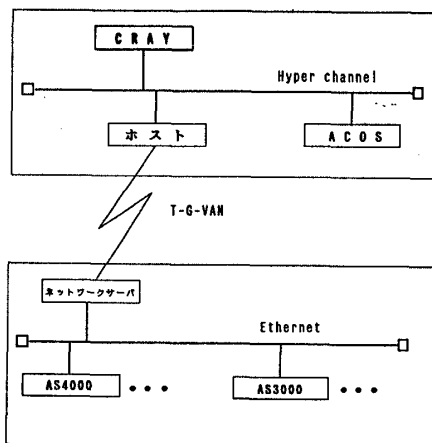 CRAY
Hyper channel
ホスト
ACOS
T-G-VAN
ネットワークサーバ
Ethernet
AS4000 ・・・
AS3000 ・・・